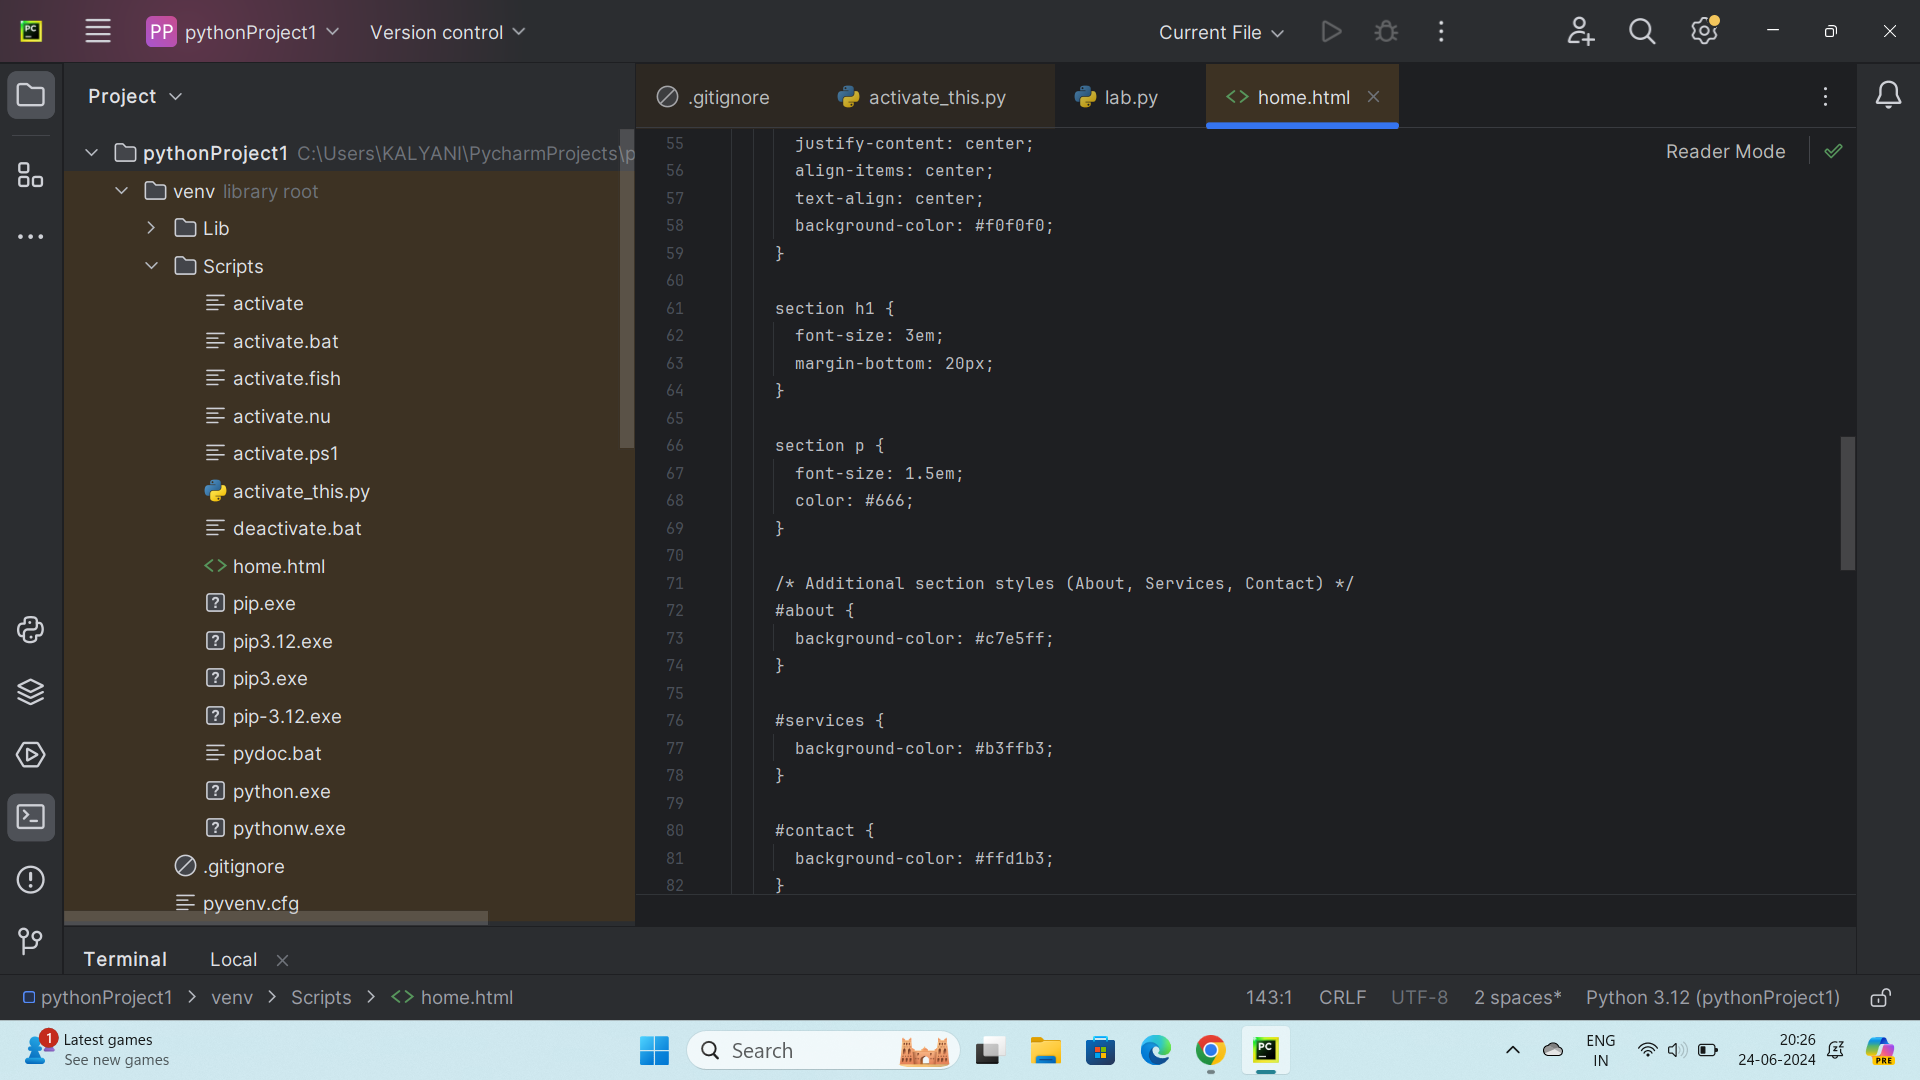 PC
PP pythonProject1
Version control
Current File
Project
.gitignore
activate_this.py
lab.py
home.html
Reader Mode
pythonProject1 C:\Users\KALYANI\PycharmProjects\p
venv library root
Lib
Scripts
activate
activate.bat
activate.fish
activate.nu
activate.ps1
activate_this.py
deactivate.bat
home.html
pip.exe
pip3.12.exe
pip3.exe
pip-3.12.exe
pydoc.bat
python.exe
pythonw.exe
.gitignore
pyvenv.cfg
55 justify-content: center;
56 align-items: center;
57 text-align: center;
58 background-color: #f0f0f0;
59 }
60
61 section h1 {
62 font-size: 3em;
63 margin-bottom: 20px;
64 }
65
66 section p {
67 font-size: 1.5em;
68 color: #666;
69 }
70
71 /* Additional section styles (About, Services, Contact) */
72 #about {
73 background-color: #c7e5ff;
74 }
75
76 #services {
77 background-color: #b3ffb3;
78 }
79
80 #contact {
81 background-color: #ffd1b3;
82 }
Terminal
Local
pythonProject1 > venv > Scripts > <> home.html
143:1
CRLF
UTF-8
2 spaces*
Python 3.12 (pythonProject1)
1
Latest games
See new games
Search
PC
ENG
IN
20:26
24-06-2024
PRE